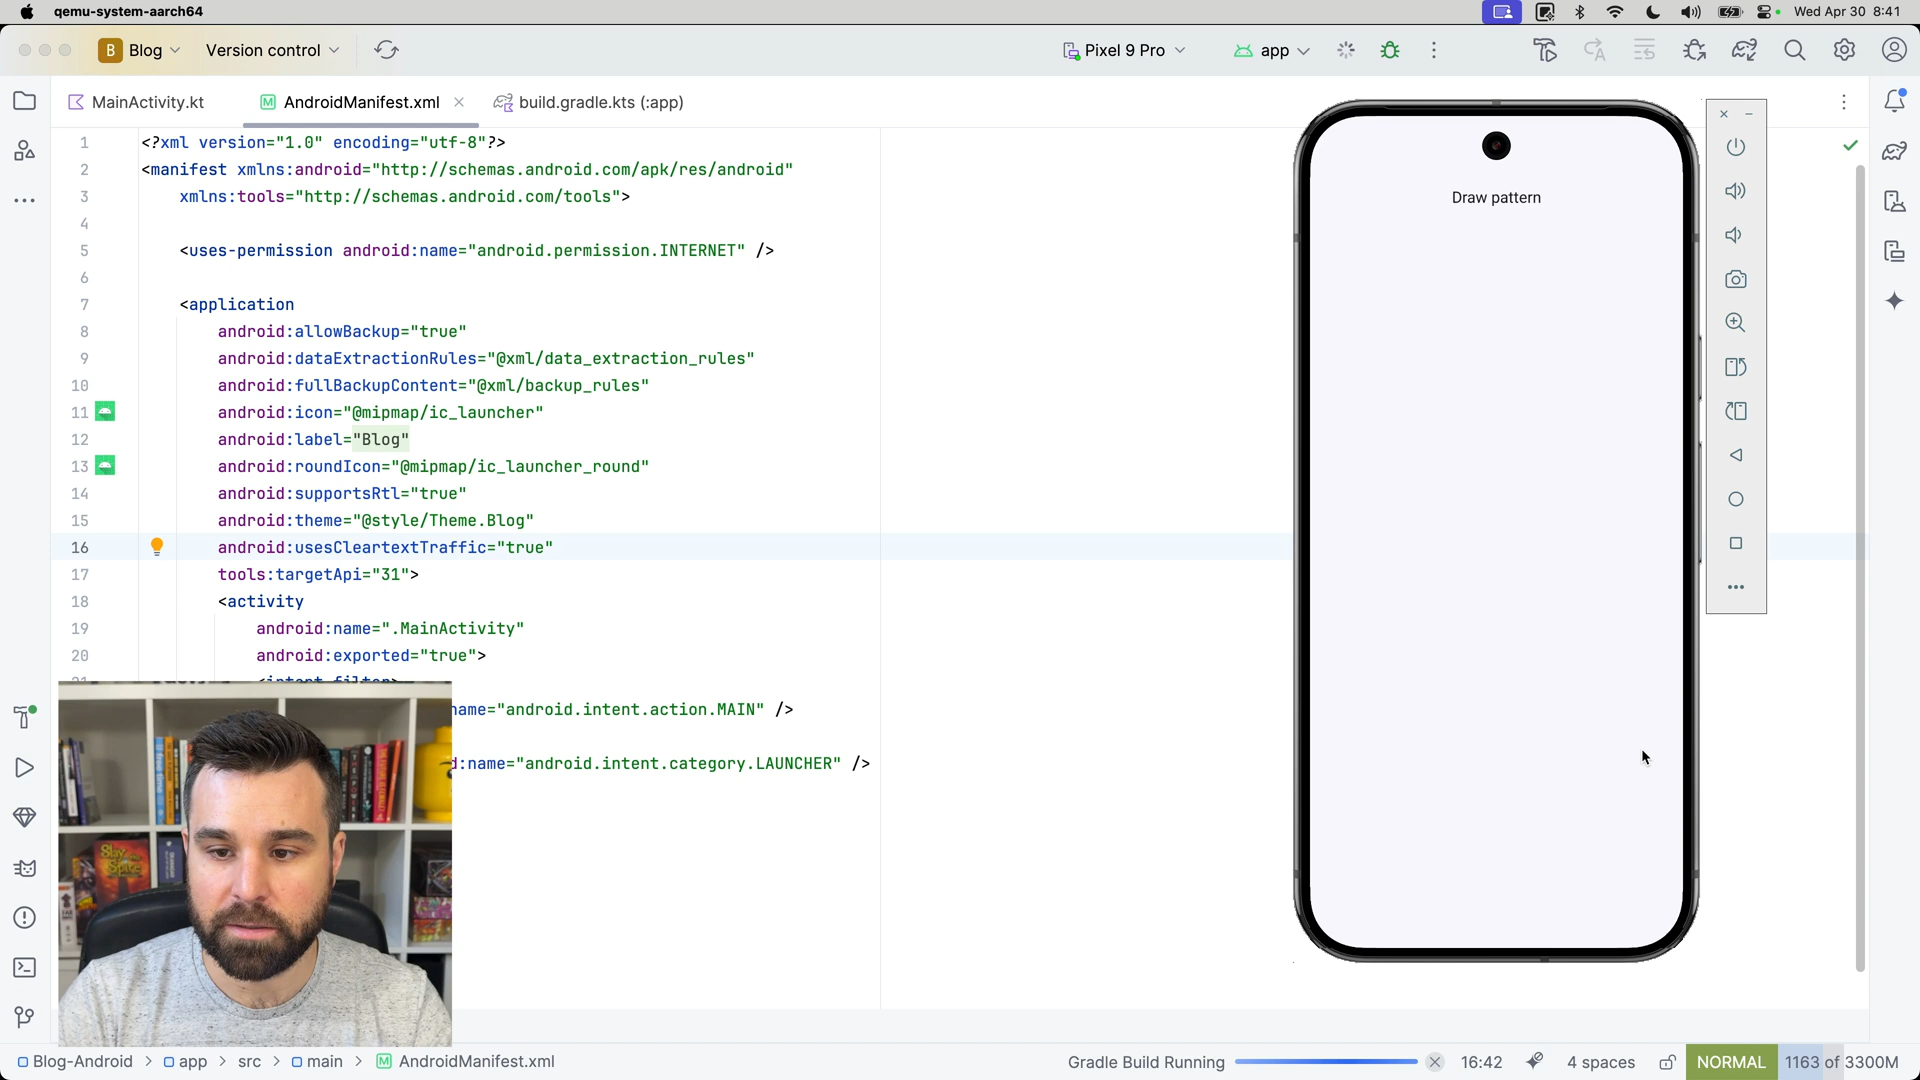 qemu-system-aarch64
Wed Apr 30 8:41
B Blog
Version control
Pixel 9 Pro
app
MainActivity.kt
AndroidManifest.xml
build.gradle.kts (:app)
1 <?xml version="1.0" encoding="utf-8"?>
2 <manifest xmlns:android="http://schemas.android.com/apk/res/android"
3 xmlns:tools="http://schemas.android.com/tools">
4
5 <uses-permission android:name="android.permission.INTERNET" />
6
7 <application
8 android:allowBackup="true"
9 android:dataExtractionRules="@xml/data_extraction_rules"
10 android:fullBackupContent="@xml/backup_rules"
11 android:icon="@mipmap/ic_launcher"
12 android:label="Blog"
13 android:roundIcon="@mipmap/ic_launcher_round"
14 android:supportsRtl="true"
15 android:theme="@style/Theme.Blog"
16 android:usesCleartextTraffic="true"
17 tools:targetApi="31">
18 <activity
19 android:name=".MainActivity"
20 android:exported="true">
21 <intent-filter>
name="android.intent.action.MAIN" />
d:name="android.intent.category.LAUNCHER" />
Draw pattern
Slay the Spire
Blog-Android > app > src > main > AndroidManifest.xml
Gradle Build Running
16:42
4 spaces
NORMAL
1163 of 3300M